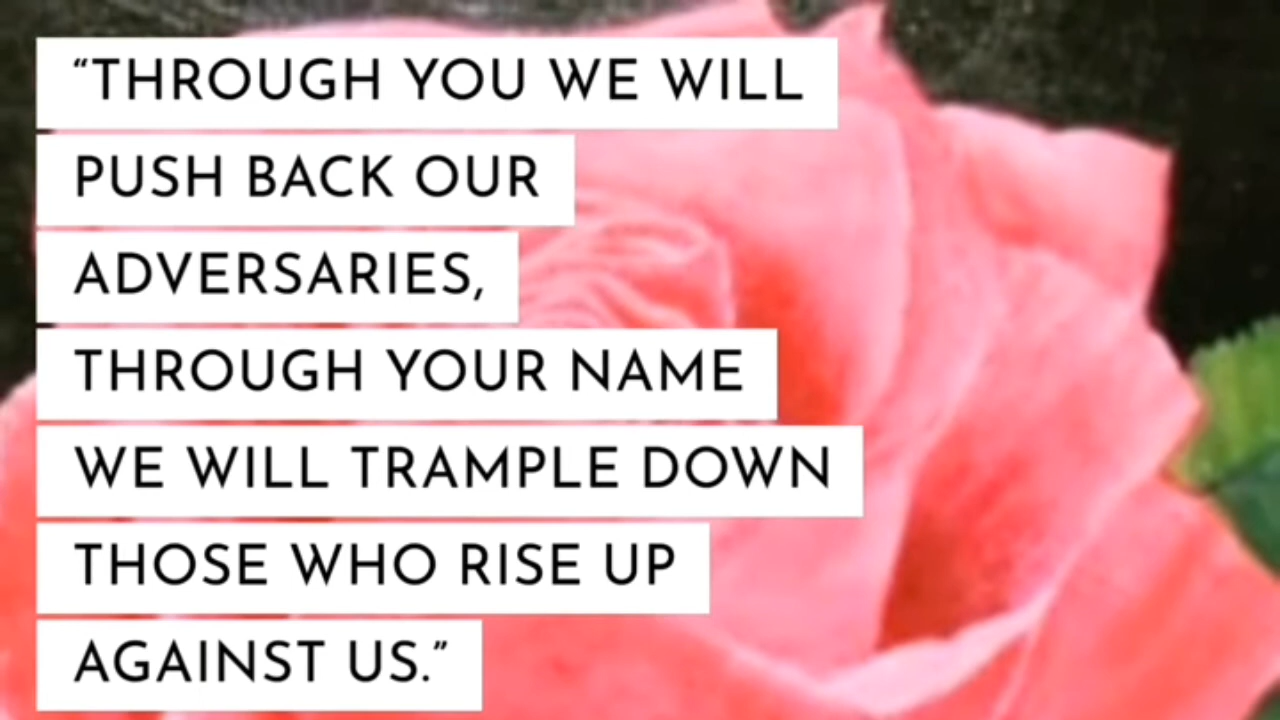 “THROUGH YOU WE WILL
PUSH BACK OUR
ADVERSARIES,
THROUGH YOUR NAME
WE WILL TRAMPLE DOWN
THOSE WHO RISE UP
AGAINST US.”